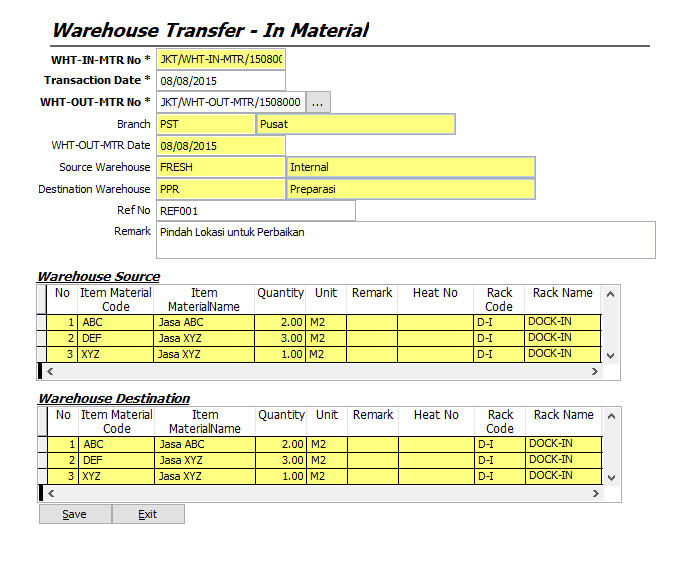 Warehouse Transfer - In Material
WHT-IN-MTR No * JKT/WHT-IN-MTR/15080
Transaction Date * 08/08/2015
WHT-OUT-MTR No * JKT/WHT-OUT-MTR/1508000 ...
Branch PST Pusat
WHT-OUT-MTR Date 08/08/2015
Source Warehouse FRESH Internal
Destination Warehouse PPR Preparasi
Ref No REF001
Remark Pindah Lokasi untuk Perbaikan
Warehouse Source
No Item Material Code Item MaterialName Quantity Unit Remark Heat No Rack Code Rack Name
1 ABC Jasa ABC 2.00 M2 D-I DOCK-IN
2 DEF Jasa XYZ 3.00 M2 D-I DOCK-IN
3 XYZ Jasa XYZ 1.00 M2 D-I DOCK-IN
Warehouse Destination
No Item Material Code Item MaterialName Quantity Unit Remark Heat No Rack Code Rack Name
1 ABC Jasa ABC 2.00 M2 D-I DOCK-IN
2 DEF Jasa XYZ 3.00 M2 D-I DOCK-IN
3 XYZ Jasa XYZ 1.00 M2 D-I DOCK-IN
Save Exit